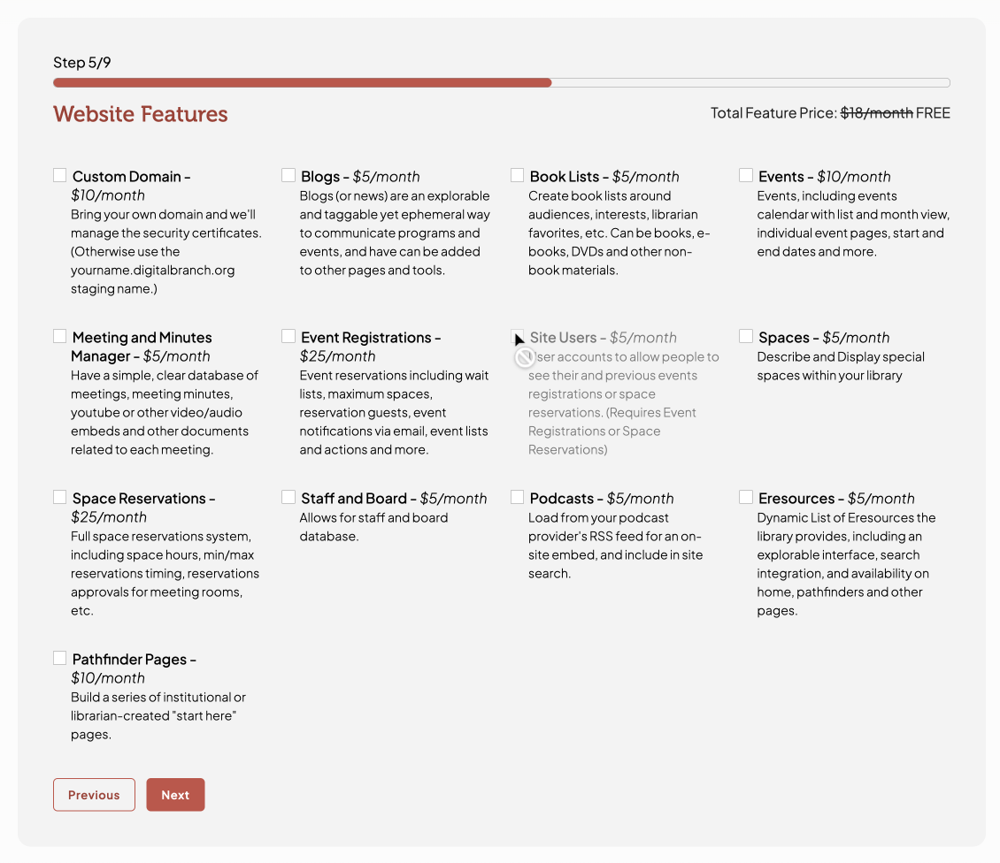 Step 5/9
Website Features
Total Feature Price: $18/month FREE
Custom Domain -
$10/month
Bring your own domain and we'll
manage the security certificates.
(Otherwise use the
yourname.digitalbranch.org
staging name.)
Blogs - $5/month
Blogs (or news) are an explorable
and taggable yet ephemeral way
to communicate programs and
events, and have can be added
to other pages and tools.
Book Lists - $5/month
Create book lists around
audiences, interests, librarian
favorites, etc. Can be books, e-
books, DVDs and other non-
book materials.
Events - $10/month
Events, including events
calendar with list and month view,
individual event pages, start and
end dates and more.
Meeting and Minutes
Manager - $5/month
Have a simple, clear database of
meetings, meeting minutes,
youtube or other video/audio
embeds and other documents
related to each meeting.
Event Registrations -
$25/month
Event reservations including wait
lists, maximum spaces,
reservation guests, event
notifications via email, event lists
and actions and more.
Site Users - $5/month
User accounts to allow people to
see their and previous events
registrations or space
reservations. (Requires Event
Registrations or Space
Reservations)
Spaces - $5/month
Describe and Display special
spaces within your library
Space Reservations -
$25/month
Full space reservations system,
including space hours, min/max
reservations timing, reservations
approvals for meeting rooms,
etc.
Staff and Board - $5/month
Allows for staff and board
database.
Podcasts - $5/month
Load from your podcast
provider's RSS feed for an on-
site embed, and include in site
search.
Eresources - $5/month
Dynamic List of Eresources the
library provides, including an
explorable interface, search
integration, and availability on
home, pathfinders and other
pages.
Pathfinder Pages -
$10/month
Build a series of institutional or
librarian-created "start here"
pages.
Previous
Next